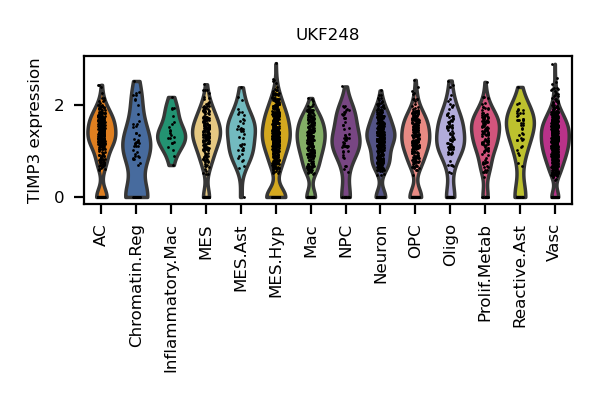 UKF248
TIMP3 expression
2
0
AC
Chromatin.Reg
Inflammatory.Mac
MES
MES.Ast
MES.Hyp
Mac
NPC
Neuron
OPC
Oligo
Prolif.Metab
Reactive.Ast
Vasc